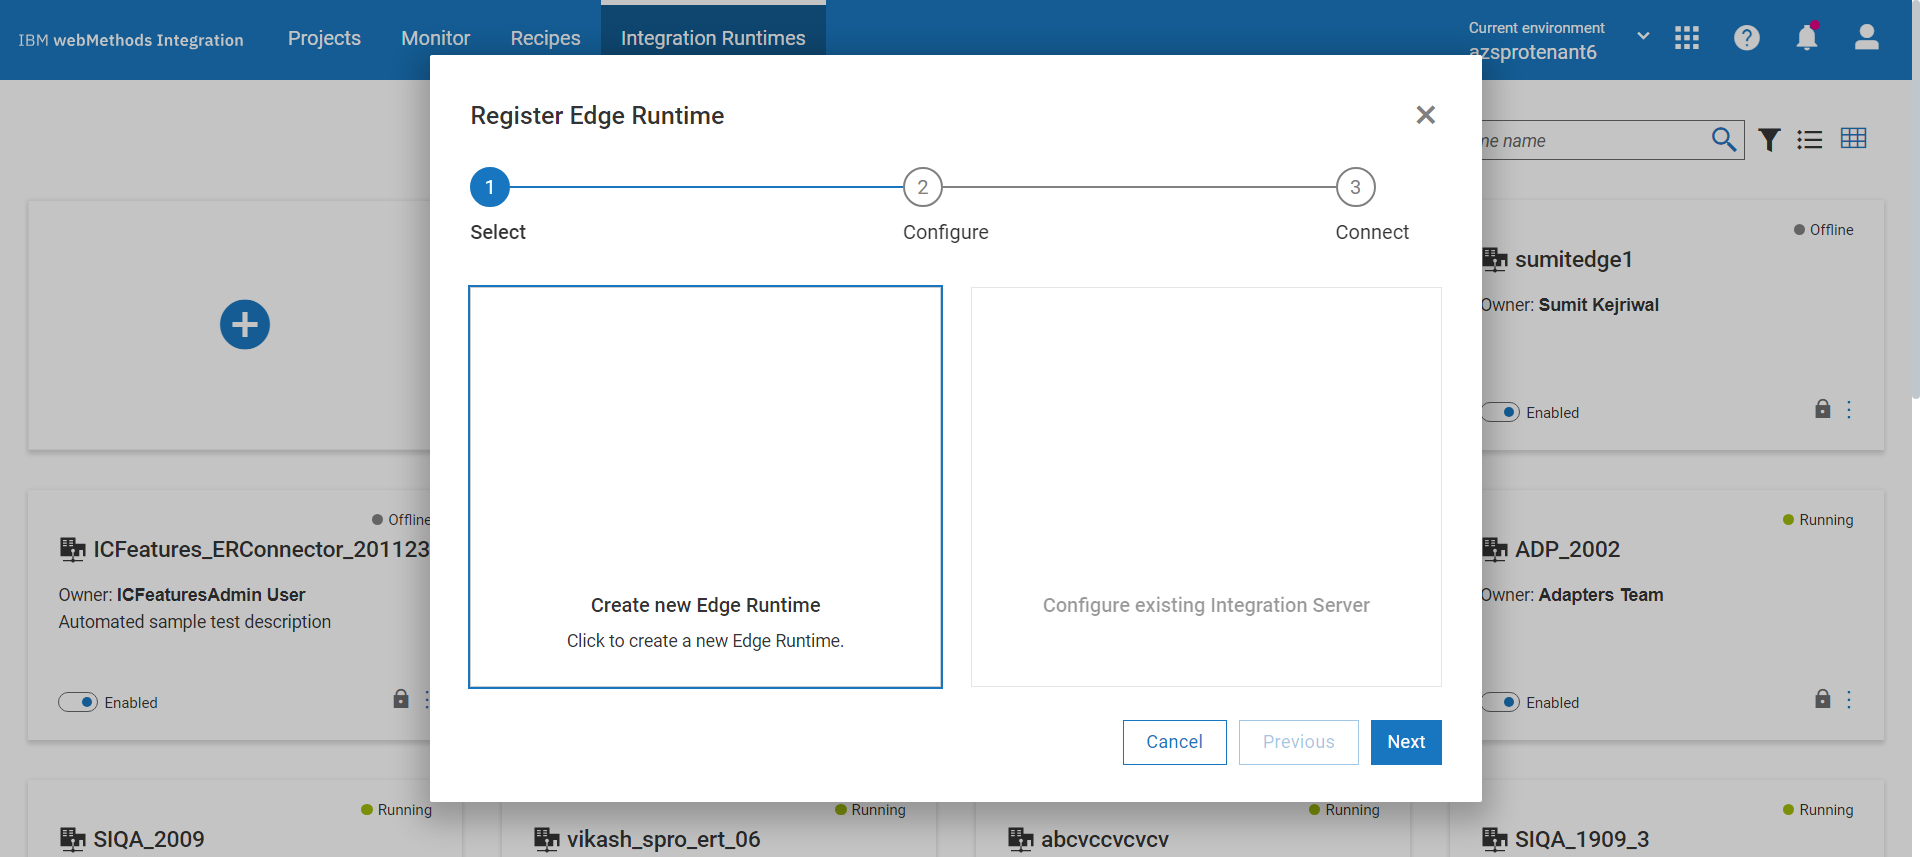 IBM webMethods Integration
Projects
Monitor
Recipes
Integration Runtimes
Current environment
azsprotenant6
Register Edge Runtime
1
2
3
Select
Configure
Connect
Create new Edge Runtime
Click to create a new Edge Runtime.
Configure existing Integration Server
Cancel
Previous
Next
me name
Offline
sumitedge1
Owner: Sumit Kejriwal
Enabled
Offline
ICFeatures_ERConnector_201123
Owner: ICFeaturesAdmin User
Automated sample test description
Enabled
Running
ADP_2002
Owner: Adapters Team
Enabled
Running
SIQA_2009
Running
vikash_spro_ert_06
Running
abcvccvcvcv
Running
SIQA_1909_3